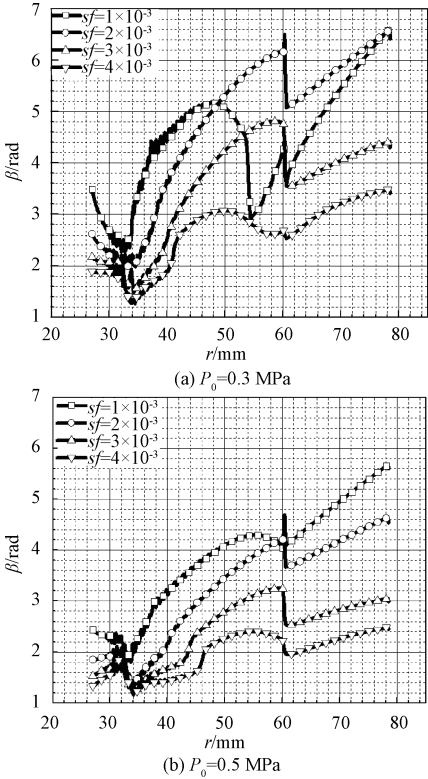 7
6
5
4
3
2
1
β/rad
sf=1×10⁻³
sf=2×10⁻³
sf=3×10⁻³
sf=4×10⁻³
20 30 40 50 60 70 80
r/mm
(a) P₀=0.3 MPa
7
6
5
4
3
2
1
β/rad
sf=1×10⁻³
sf=2×10⁻³
sf=3×10⁻³
sf=4×10⁻³
20 30 40 50 60 70 80
r/mm
(b) P₀=0.5 MPa